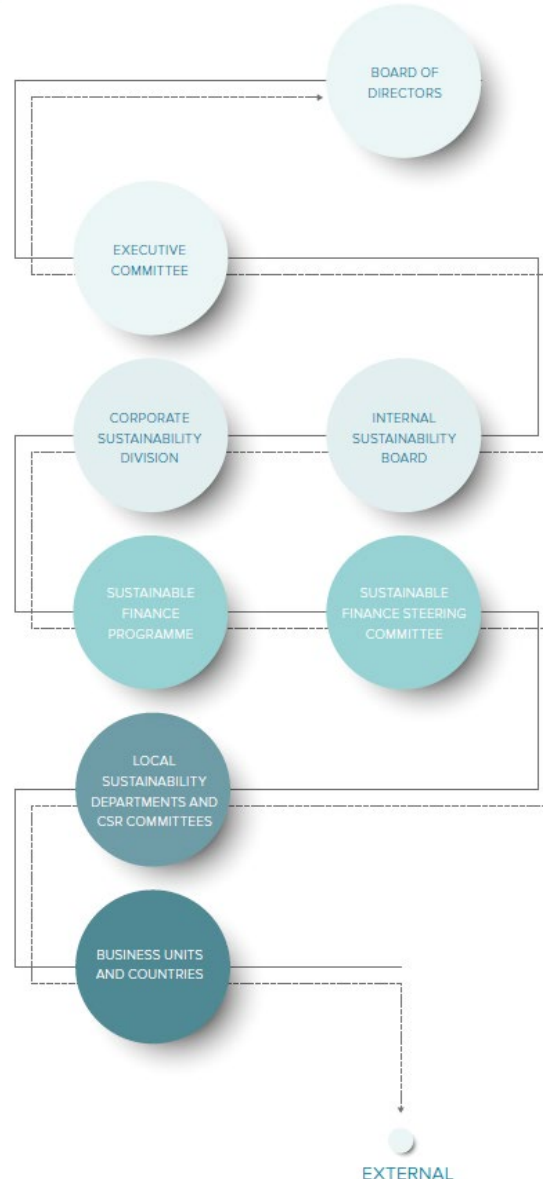 BOARD OF
DIRECTORS
EXECUTIVE
COMMITTEE
CORPORATE
SUSTAINABILITY
DIVISION
INTERNAL
SUSTAINABILITY
BOARD
SUSTAINABLE
FINANCE
PROGRAMME
SUSTAINABLE
FINANCE STEERING
COMMITTEE
LOCAL
SUSTAINABILITY
DEPARTMENTS AND
CSR COMMITTEES
BUSINESS UNITS
AND COUNTRIES
EXTERNAL